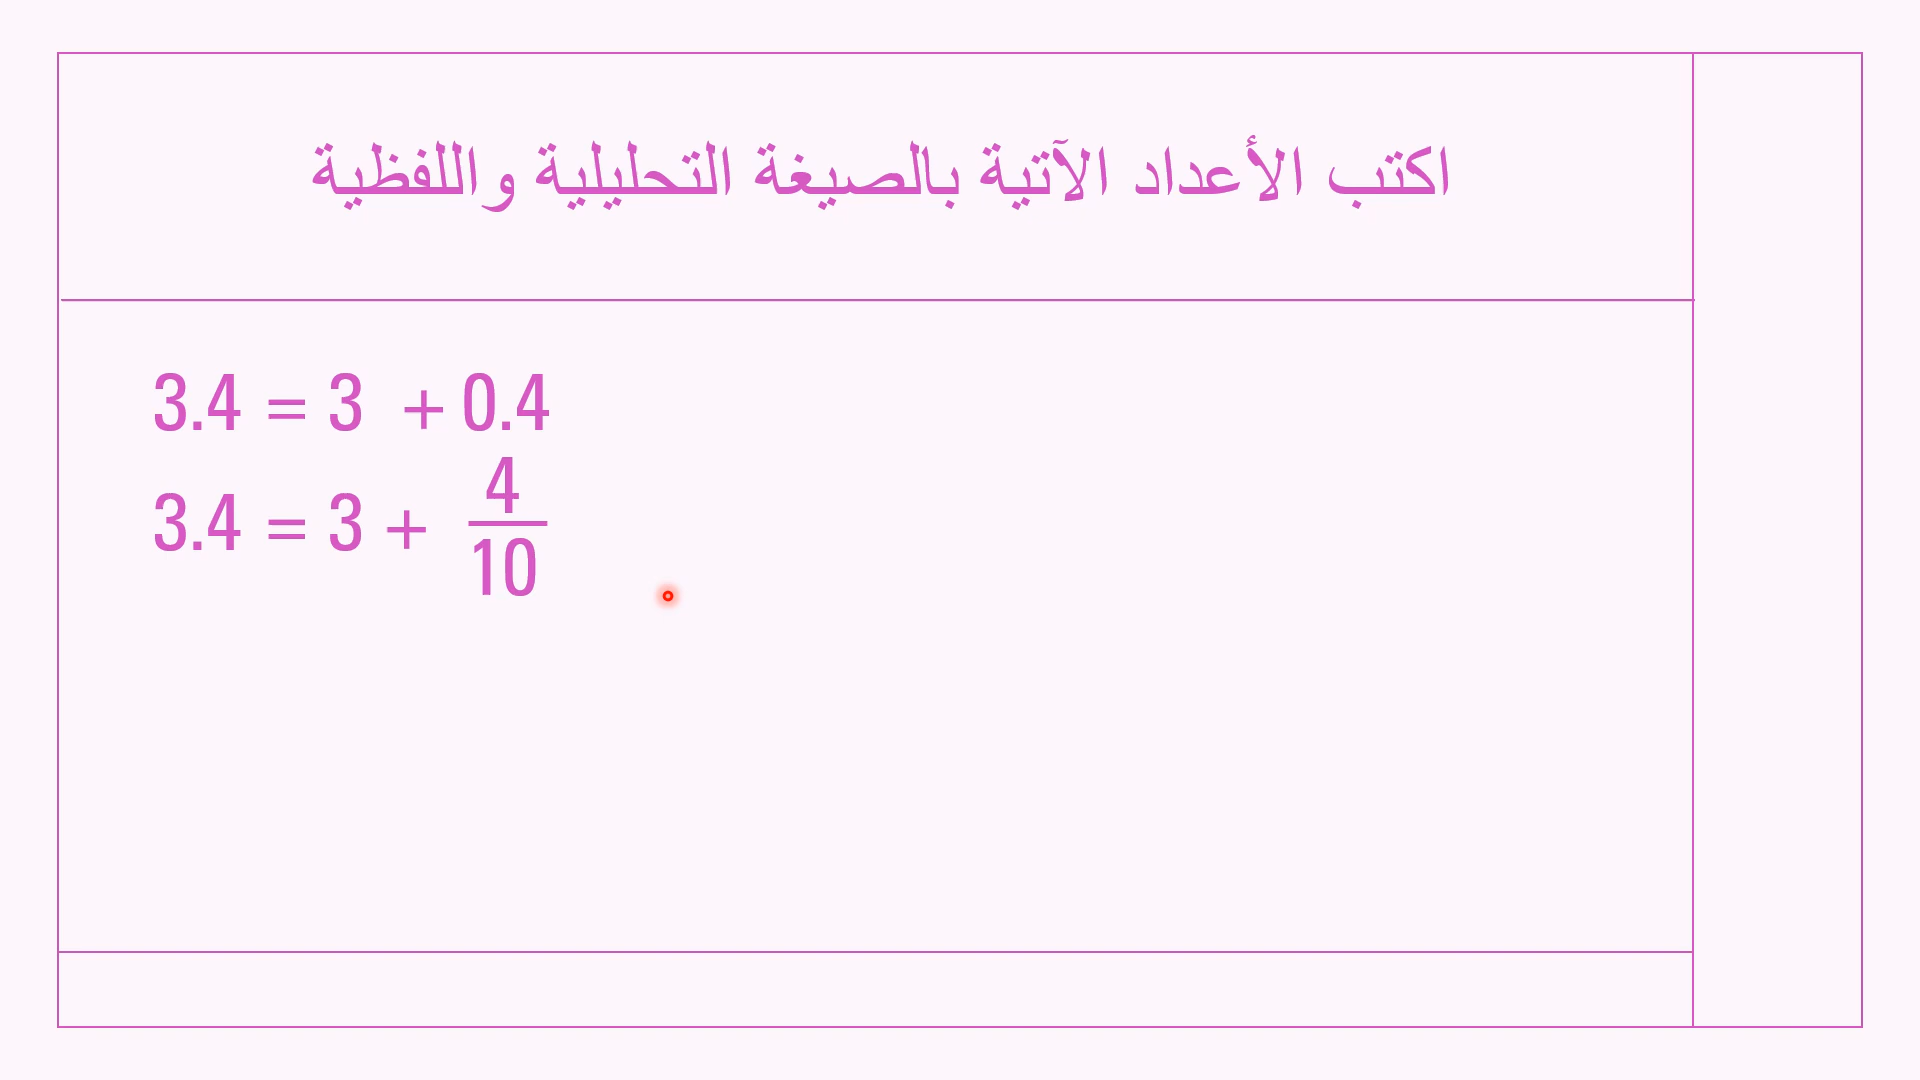 اكتب الأعداد الآتية بالصيغة التحليلية واللفظية
3.4 = 3 + 0.4
3.4 = 3 + 4/10